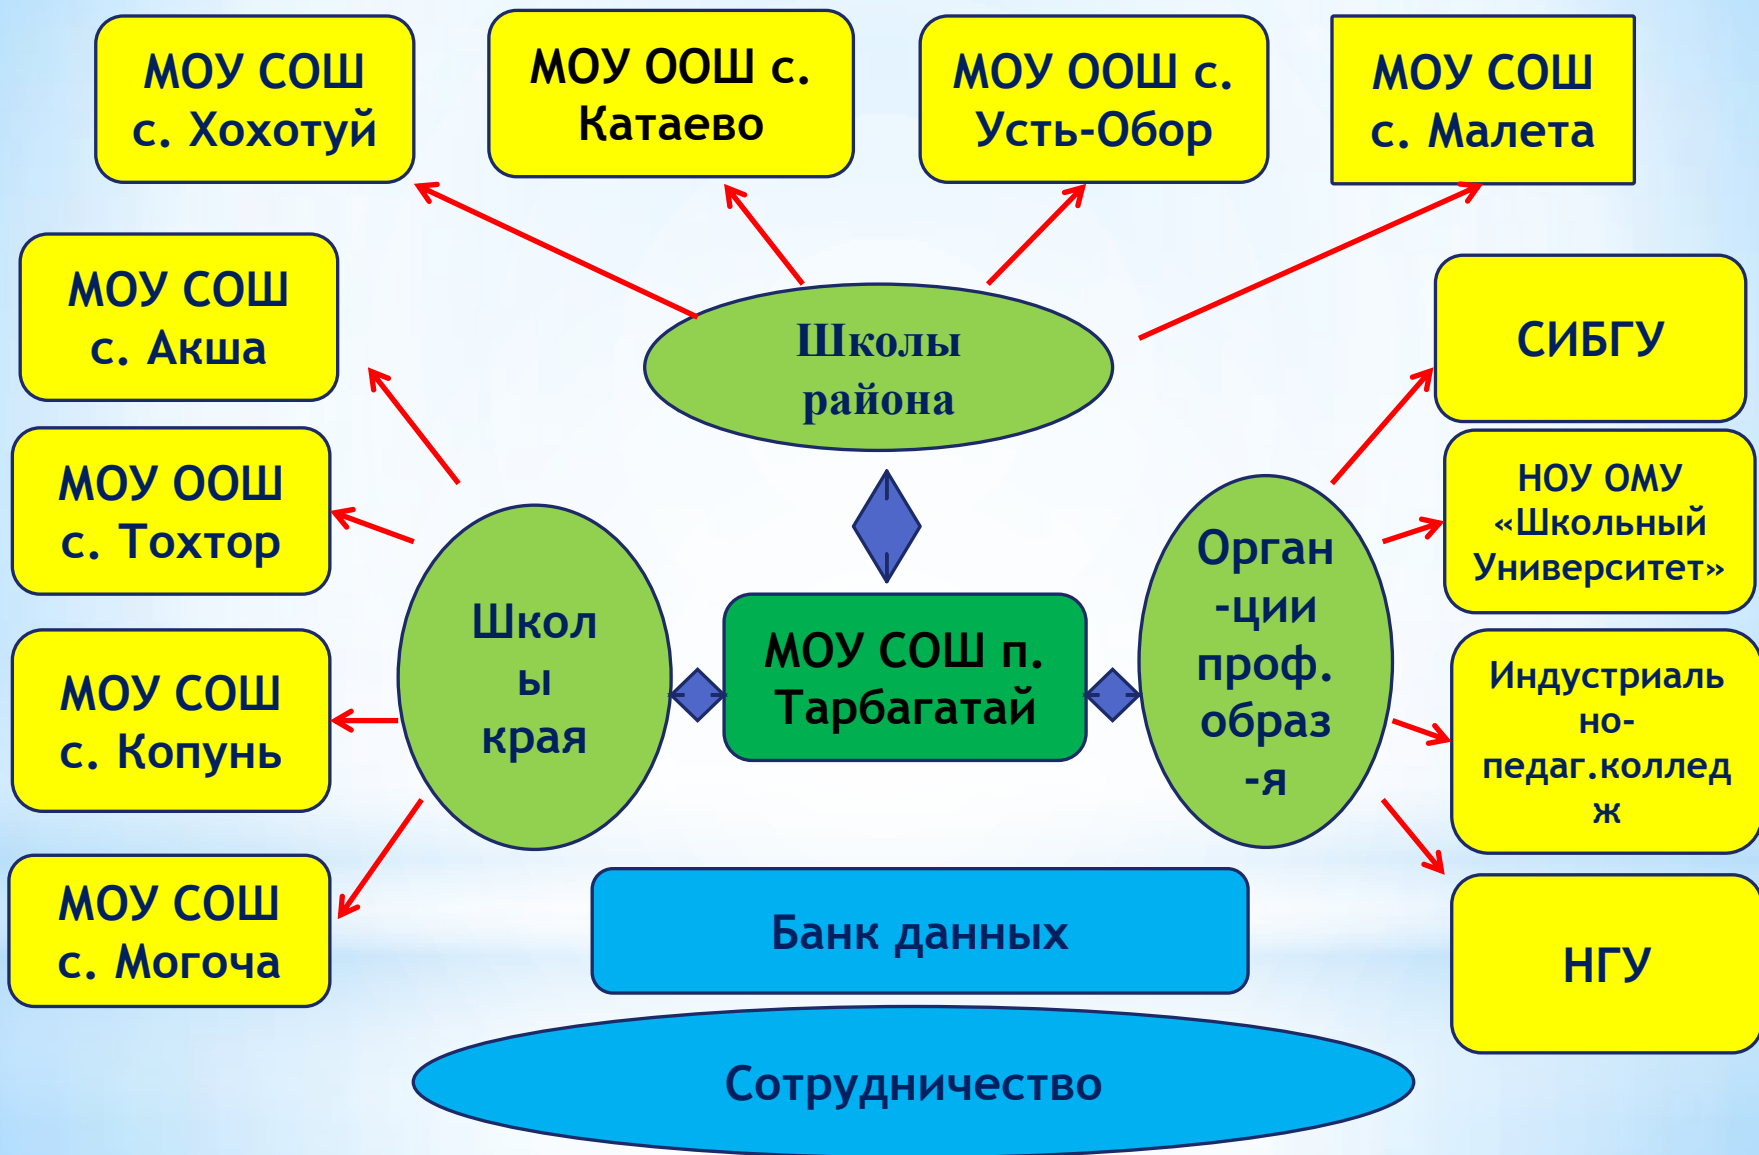 МОУ СОШ
с. Хохотуй
МОУ ООШ с.
Катаево
МОУ ООШ с.
Усть-Обор
МОУ СОШ
с. Малета
МОУ СОШ
с. Акша
Школы
района
СИБГУ
МОУ ООШ
с. Тохтор
НОУ ОМУ
«Школьный
Университет»
Школ
ы
края
МОУ СОШ п.
Тарбагатай
Орган
-ции
проф.
образ
-я
МОУ СОШ
с. Копунь
Индустриаль
но-
педаг.коллед
ж
МОУ СОШ
с. Могоча
Банк данных
НГУ
Сотрудничество